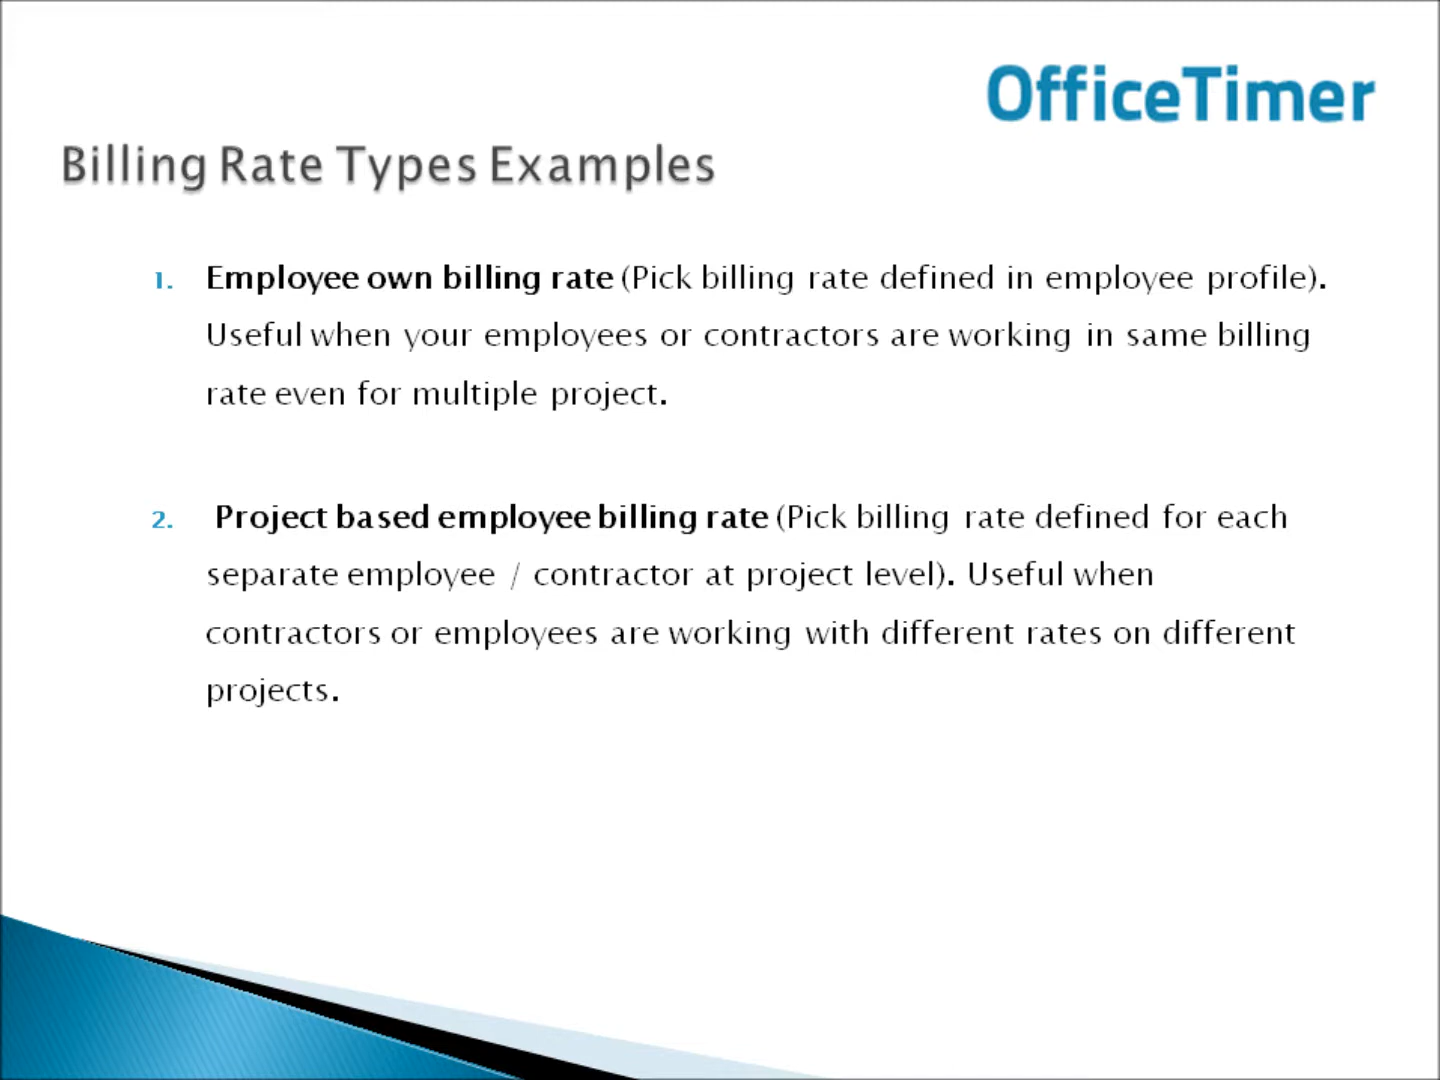 OfficeTimer
Billing Rate Types Examples
1. Employee own billing rate (Pick billing rate defined in employee profile).
Useful when your employees or contractors are working in same billing
rate even for multiple project.
2. Project based employee billing rate (Pick billing rate defined for each
separate employee / contractor at project level). Useful when
contractors or employees are working with different rates on different
projects.